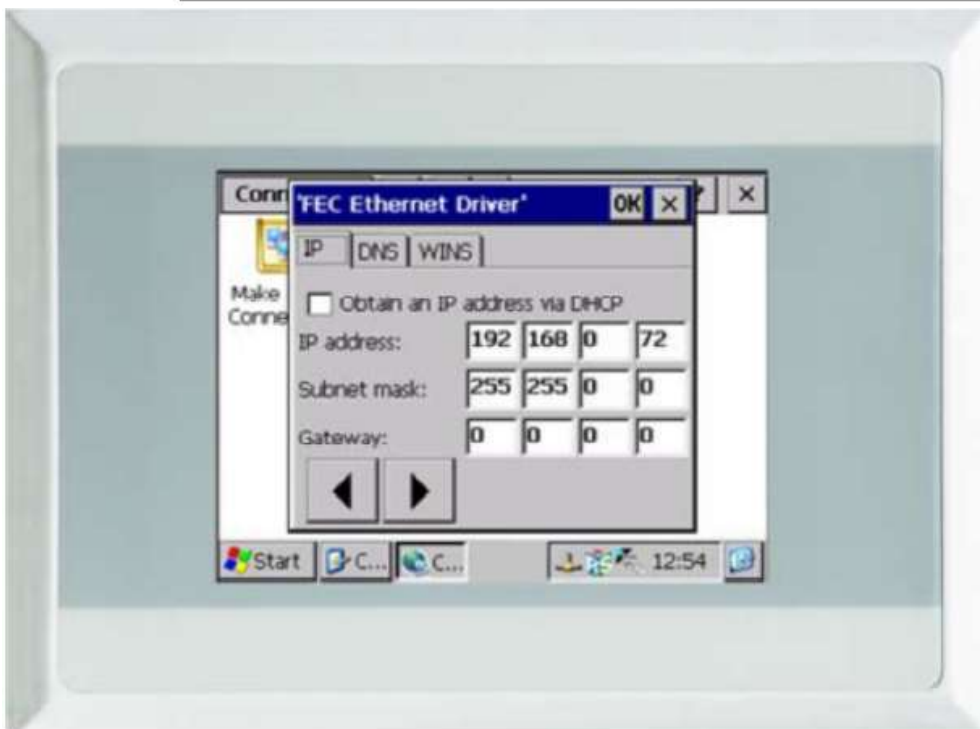 Conn
'FEC Ethernet Driver' OK ×
IP DNS WINS
Make
Conne
Obtain an IP address via DHCP
IP address: 192 168 0 72
Subnet mask: 255 255 0 0
Gateway: 0 0 0 0
Start C... C... 12:54